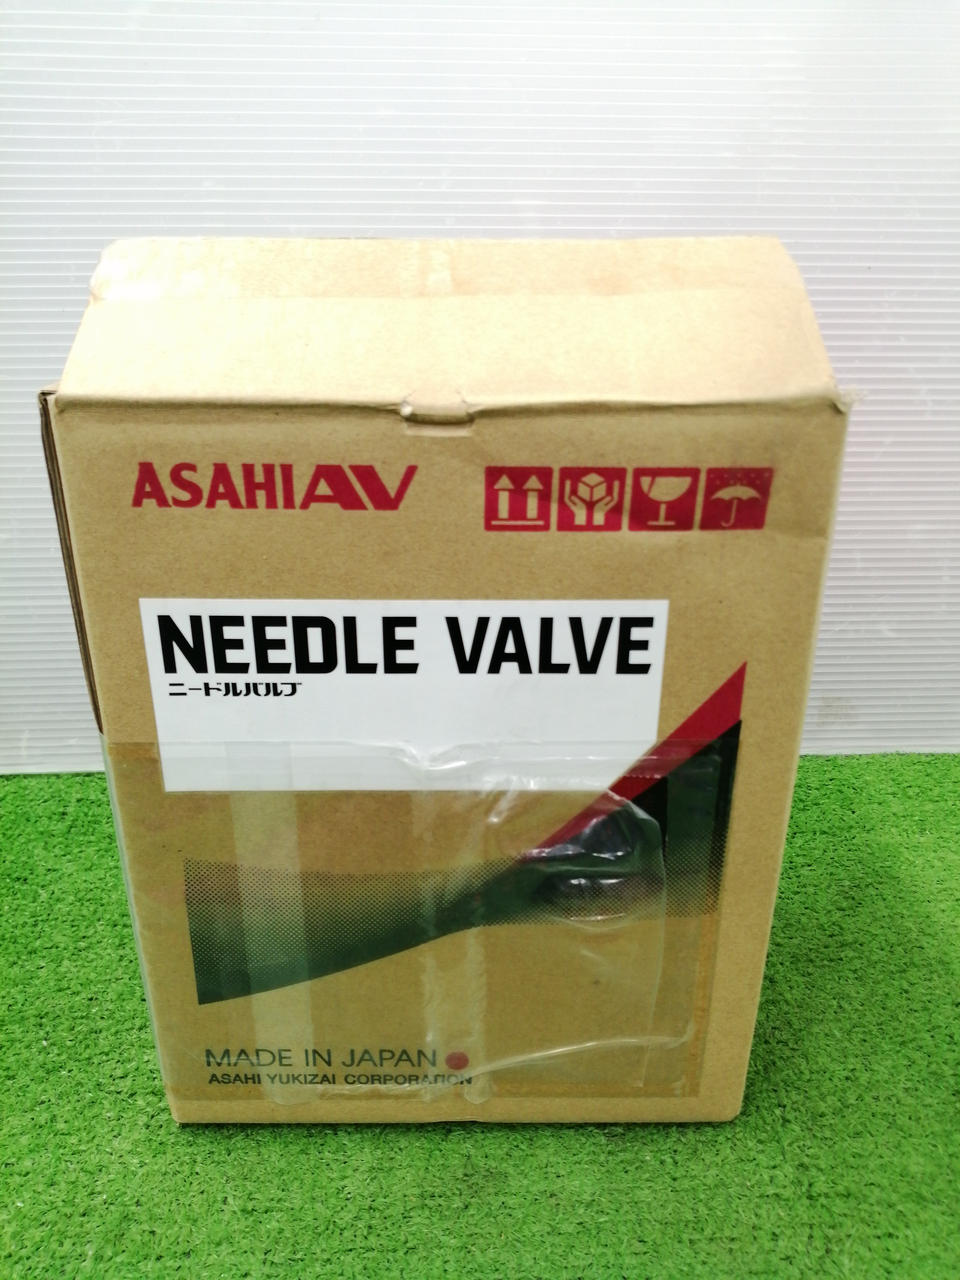 ASAHI AV
NEEDLE VALVE
ニードルバルブ
MADE IN JAPAN
ASAHI YUKIZAI CORPORATION